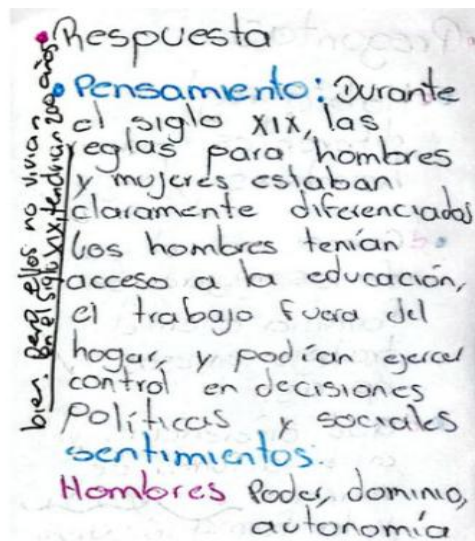 Respuesta
Pensamiento: Durante
el siglo XIX, las
reglas para hombres
y mujeres estaban
claramente diferenciadas
Los hombres tenían
acceso a la educación,
el trabajo fuera del
hogar, y podían ejercer
control en decisiones
Políticas y sociales
sentimientos.
Hombres Poder, dominio,
autonomía
bien. Pero ellos no vivian
en el siglo XIX, tendrían 200 años